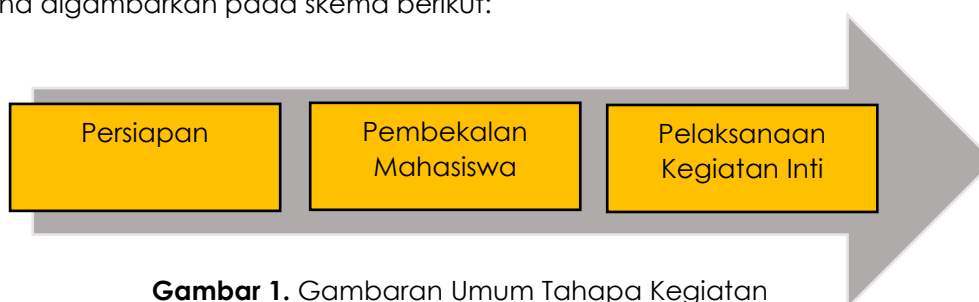 digambarkan pada skema berikut:
Persiapan
Pembekalan
Mahasiswa
Pelaksanaan
Kegiatan Inti
Gambar 1. Gambaran Umum Tahapa Kegiatan